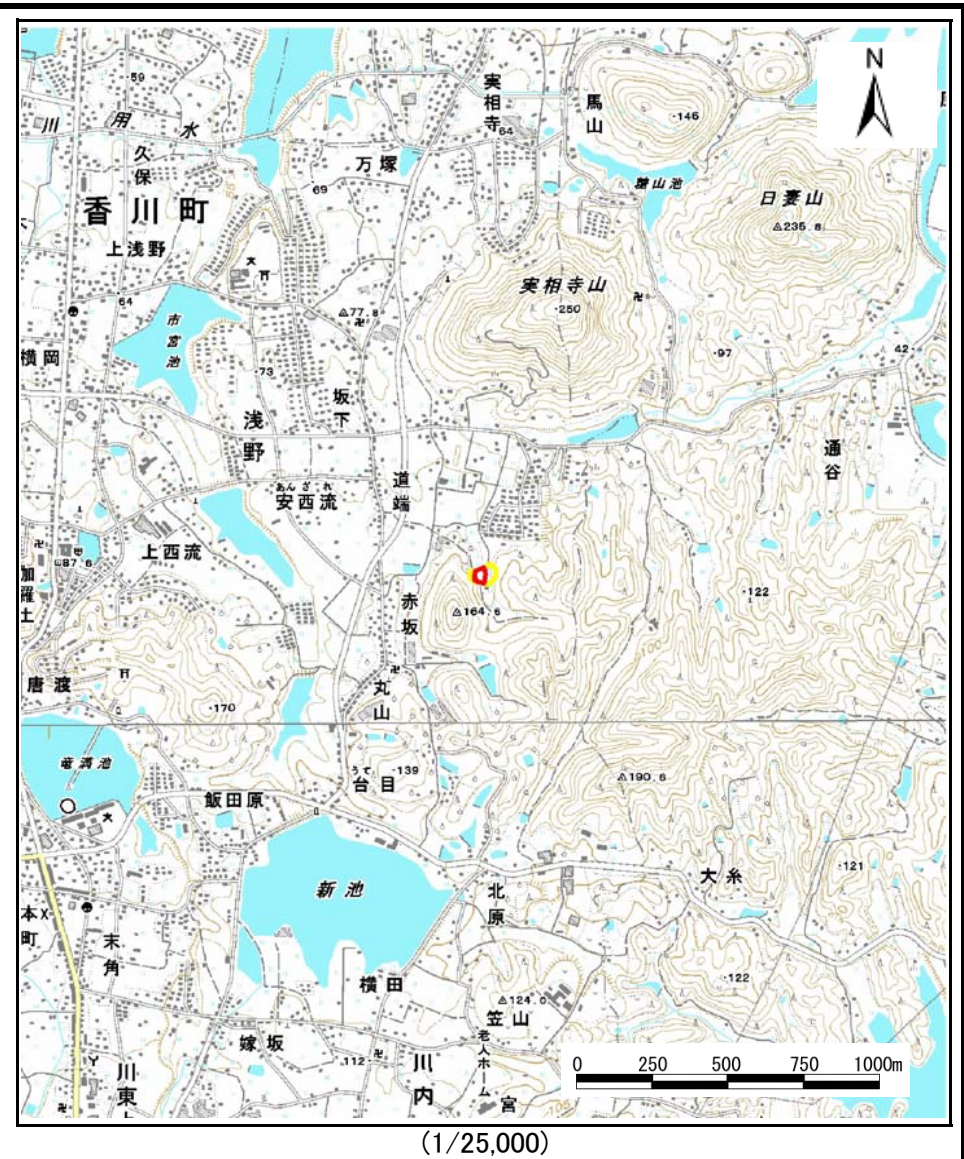 N
59
川用水
久保
香川町
上浅野
64
69
万塚
実相寺
64
馬山
146
日妻山
235.8
実相寺山
250
77.8
市宮池
横岡
73
坂下
浅野
97
42
通谷
道端
あんざれ
安西流
上西流
87.6
加羅土
赤坂
164.6
122
唐渡
170
丸山
竜満池
うて
台目
139
190.6
飯田原
新池
北原
大糸
121
本町
末角
横田
124.0
笠山
122
嫁坂
112
川内
老人ホーム
宮
105
川東上
0 250 500 750 1000m
(1/25,000)